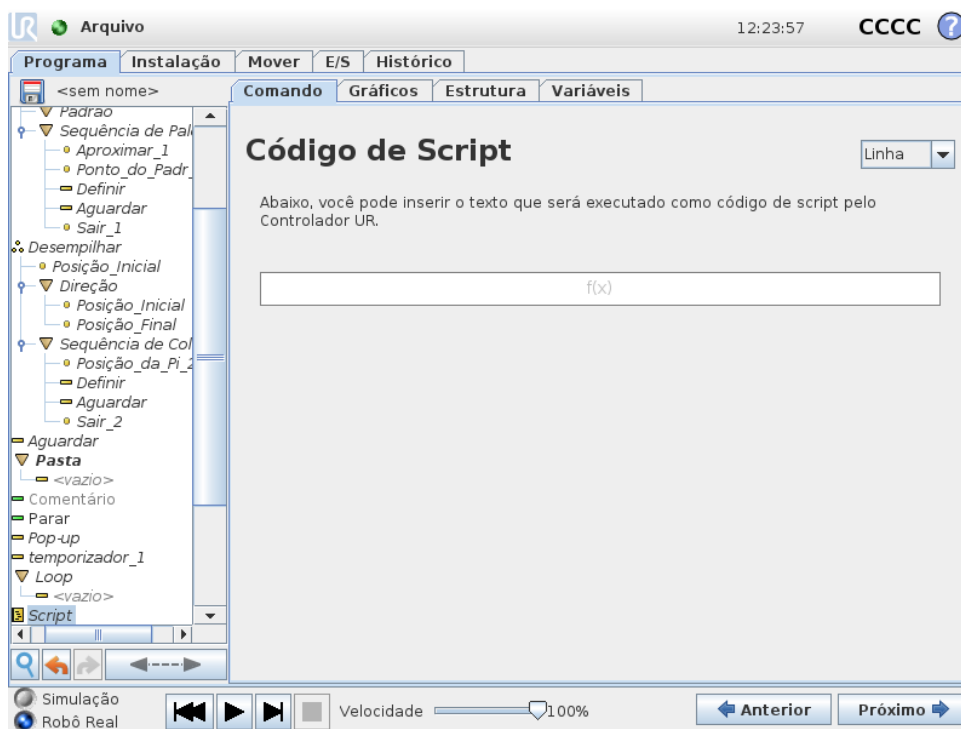 UR Arquivo 12:23:57 CCCC ?
Programa Instalação Mover E/S Histórico
<sem nome> Comando Gráficos Estrutura Variáveis
Padrão
Sequência de Pal
Aproximar_1
Ponto_do_Padr_
Definir
Aguardar
Sair_1
Desempilhar
Posição_Inicial
Direção
Posição_Inicial
Posição_Final
Sequência de Col
Posição_da_Pi_2
Definir
Aguardar
Sair_2
Aguardar
Pasta
<vazio>
Comentário
Parar
Pop-up
temporizador_1
Loop
<vazio>
Script
Código de Script
Linha
Abaixo, você pode inserir o texto que será executado como código de script pelo
Controlador UR.
f(x)
Simulação
Robô Real
Velocidade 100%
Anterior Próximo